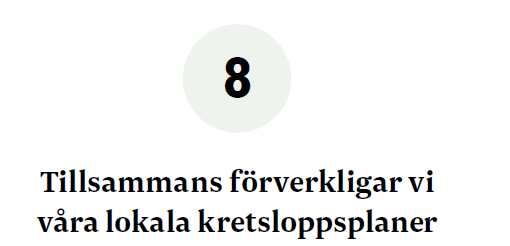 8
Tillsammans förverkligar vi
våra lokala kretsloppsplaner